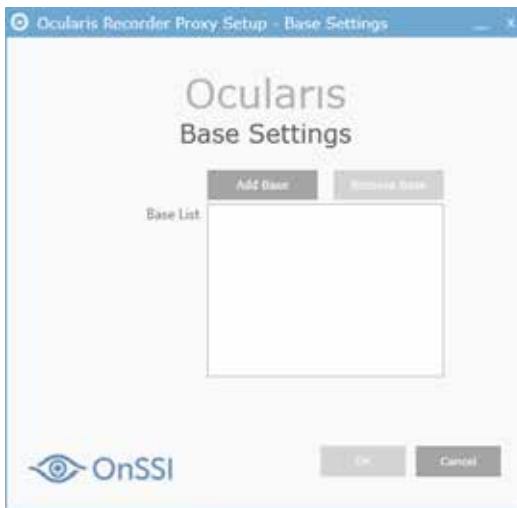 Ocularis Recorder Proxy Setup - Base Settings
Ocularis
Base Settings
Add Base Remove Base
Base List
OnSSI
OK Cancel